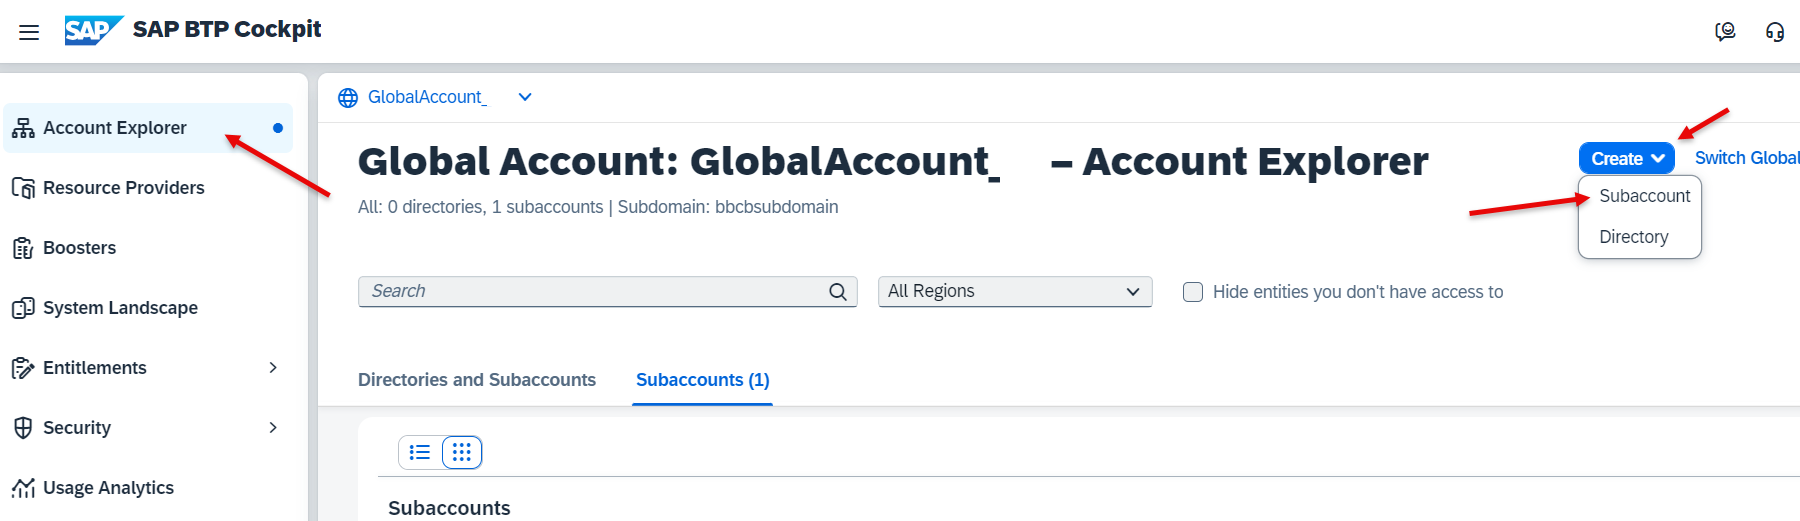 SAP SAP BTP Cockpit
Account Explorer
Resource Providers
Boosters
System Landscape
Entitlements
Security
Usage Analytics
GlobalAccount_
Global Account: GlobalAccount_ – Account Explorer
All: 0 directories, 1 subaccounts | Subdomain: bbcbsubdomain
Create
Switch Global
Subaccount
Directory
Search
All Regions
Hide entities you don't have access to
Directories and Subaccounts
Subaccounts (1)
Subaccounts